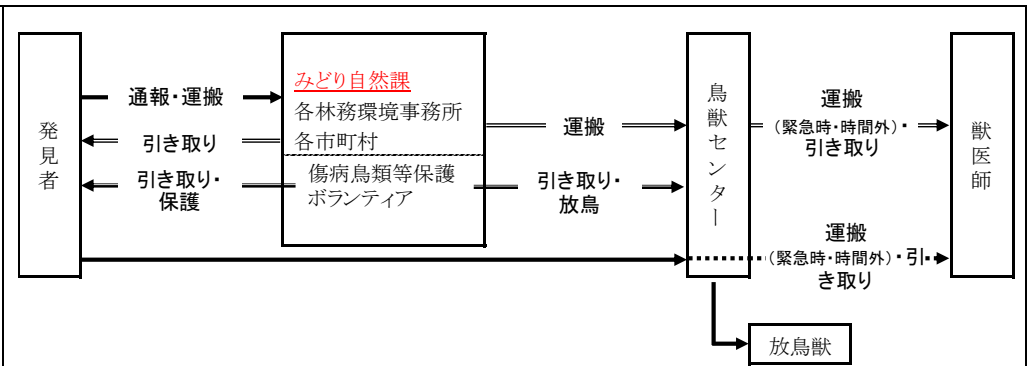 発見者
通報・運搬
引き取り
引き取り・
保護
みどり自然課
各林務環境事務所
各市町村
傷病鳥類等保護
ボランティア
運搬
引き取り・
放鳥
鳥獣センター
運搬
（緊急時・時間外）・
引き取り
運搬
（緊急時・時間外）・引
き取り
獣医師
放鳥獣